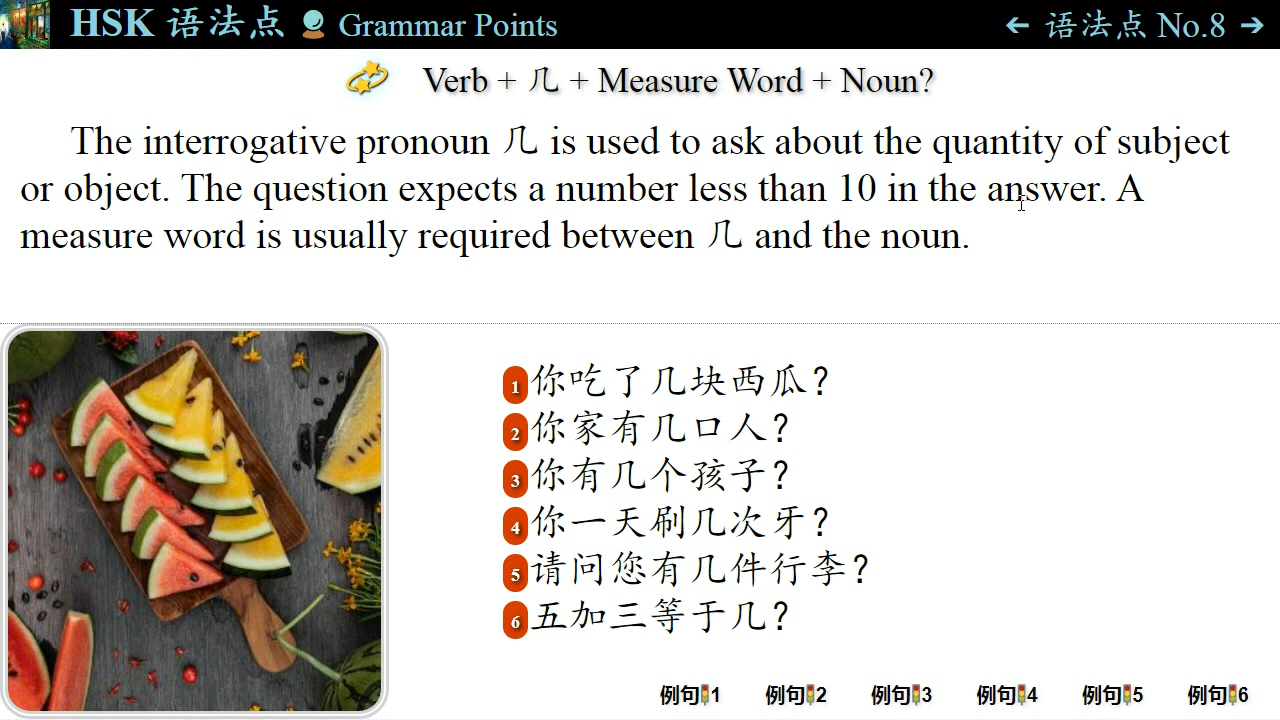 HSK 语法点 Grammar Points
← 语法点 No.8 →
Verb + 几 + Measure Word + Noun?
The interrogative pronoun 几 is used to ask about the quantity of subject
or object. The question expects a number less than 10 in the answer. A
measure word is usually required between 几 and the noun.
1 你吃了几块西瓜?
2 你家有几口人?
3 你有几个孩子?
4 你一天刷几次牙?
5 请问您有几件行李?
6 五加三等于几?
例句1 例句2 例句3 例句4 例句5 例句6